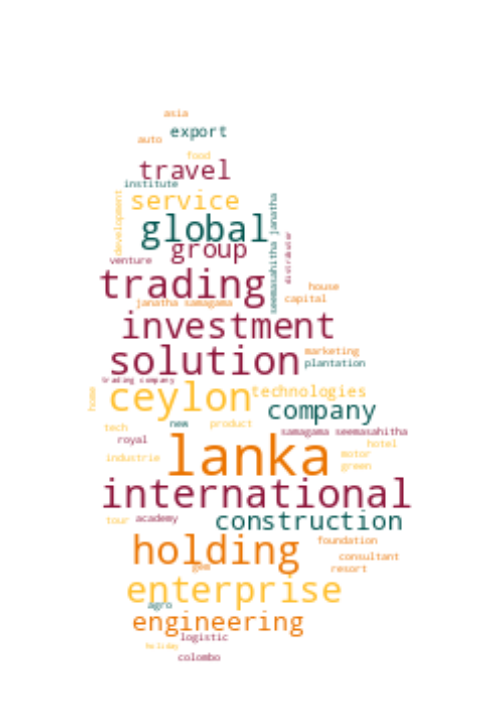 asia
export
auto
food
travel
institute
service
development
global
seemasahitha janatha
group
distributor
venture
trading
house
janatha samagama
capital
investment
solution
marketing
plantation
trading company
ceylon
technologies
home
company
new
product
tech
samagama seemasahitha
royal
hotel
lanka
motor
industrie
green
international
tour
academy
construction
foundation
holding
consultant
gem
resort
enterprise
agro
engineering
logistic
holiday
colombo